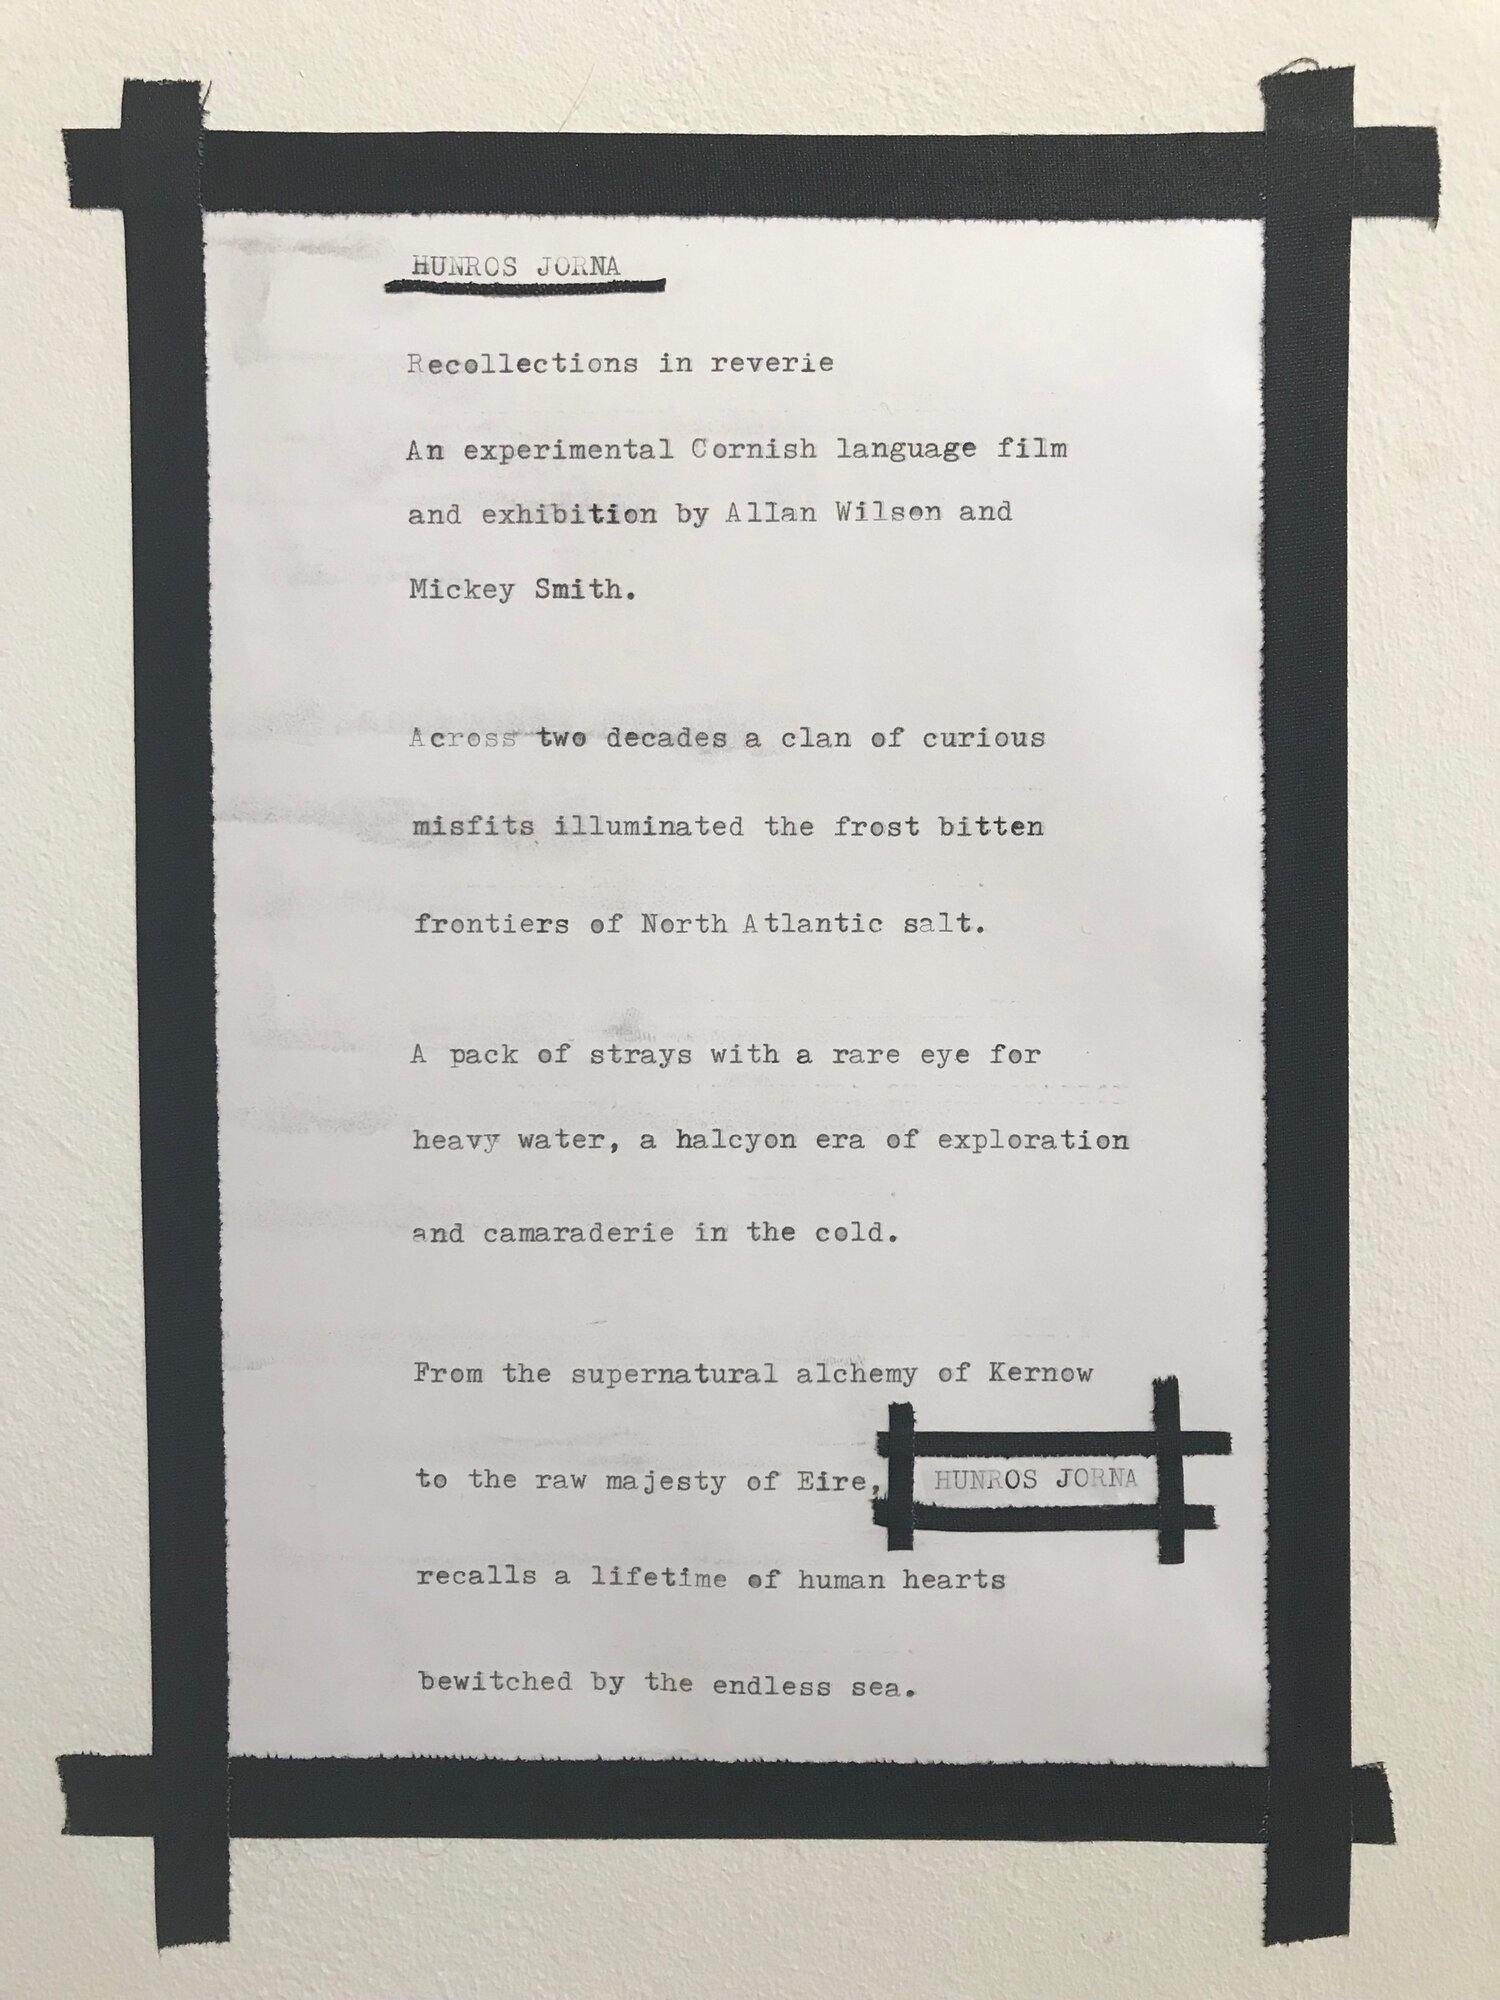 HUNROS JORNA
Recollections in reverie
An experimental Cornish language film
and exhibition by Allan Wilson and
Mickey Smith.
Across two decades a clan of curious
misfits illuminated the frost bitten
frontiers of North Atlantic salt.
A pack of strays with a rare eye for
heavy water, a halcyon era of exploration
and camaraderie in the cold.
From the supernatural alchemy of Kernow
to the raw majesty of Eire, HUNROS JORNA
recalls a lifetime of human hearts
bewitched by the endless sea.